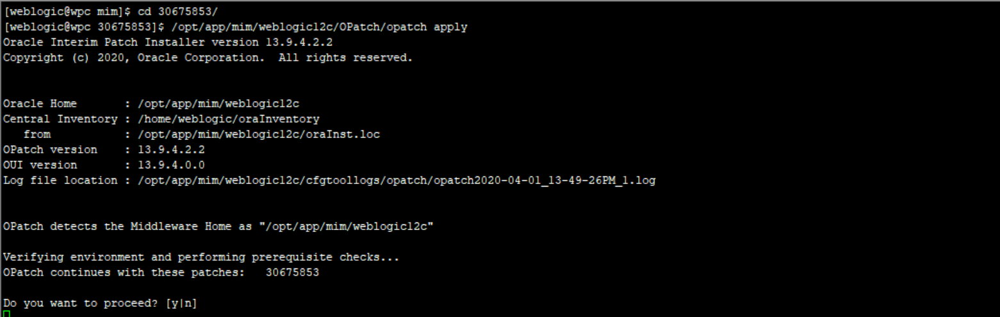 [weblogic@wpc mim]$ cd 30675853/
[weblogic@wpc 30675853]$ /opt/app/mim/weblogic12c/OPatch/opatch apply
Oracle Interim Patch Installer version 13.9.4.2.2
Copyright (c) 2020, Oracle Corporation.  All rights reserved.
Oracle Home       : /opt/app/mim/weblogic12c
Central Inventory : /home/weblogic/oraInventory
   from           : /opt/app/mim/weblogic12c/oraInst.loc
OPatch version    : 13.9.4.2.2
OUI version       : 13.9.4.0.0
Log file location : /opt/app/mim/weblogic12c/cfgtoollogs/opatch/opatch2020-04-01_13-49-26PM_1.log
OPatch detects the Middleware Home as "/opt/app/mim/weblogic12c"
Verifying environment and performing prerequisite checks...
OPatch continues with these patches:   30675853
Do you want to proceed? [y|n]